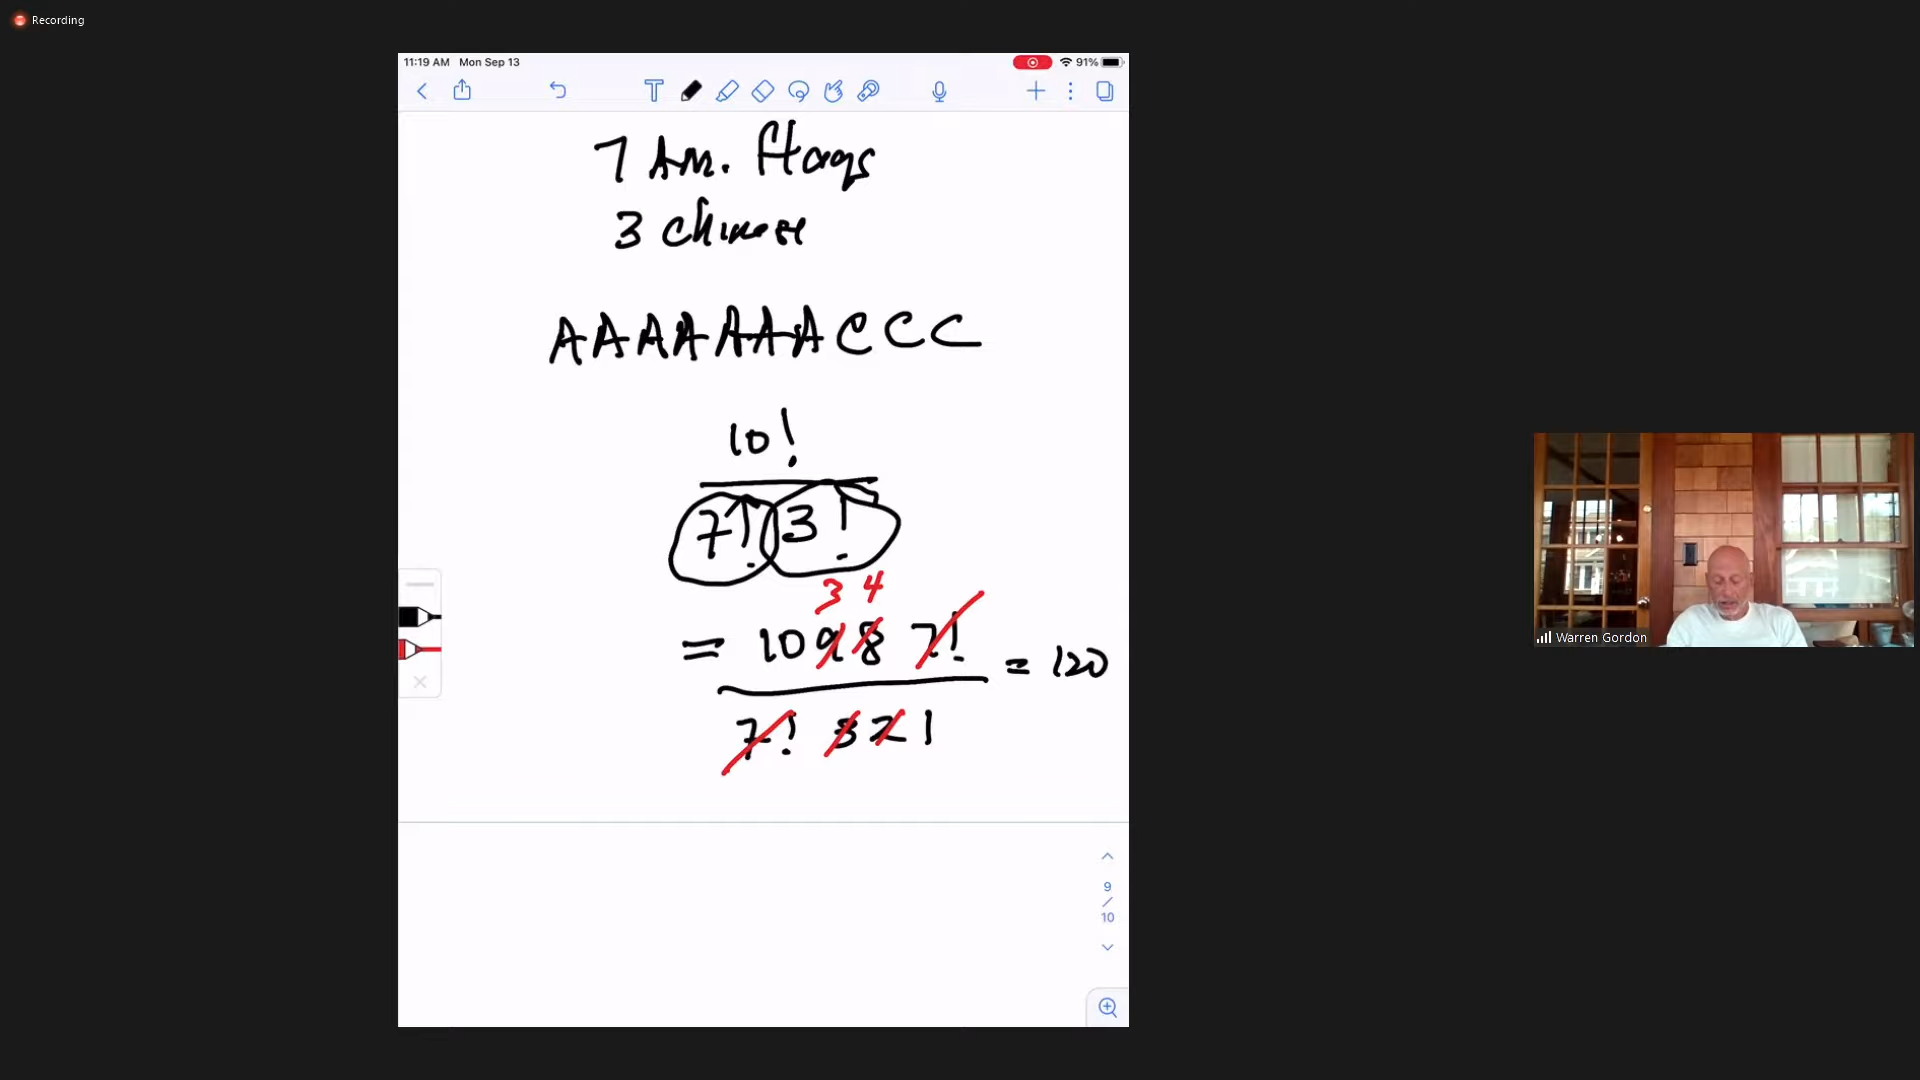 Recording
11:19 AM Mon Sep 13
91%
T
7 Am. Flags
3 Chinese
AAAAAAACCC
10!
7! 3!
3 4
= 10 9 8 7!
= 120
7! 3 2 1
Warren Gordon
9
/
10